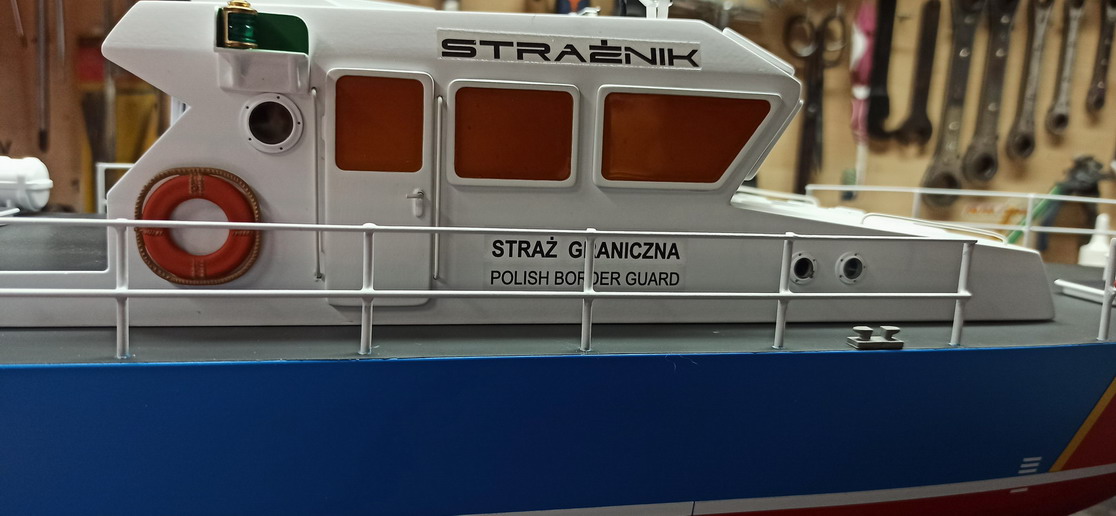 STRAŻNIK
STRAŻ GRANICZNA
POLISH BORDER GUARD